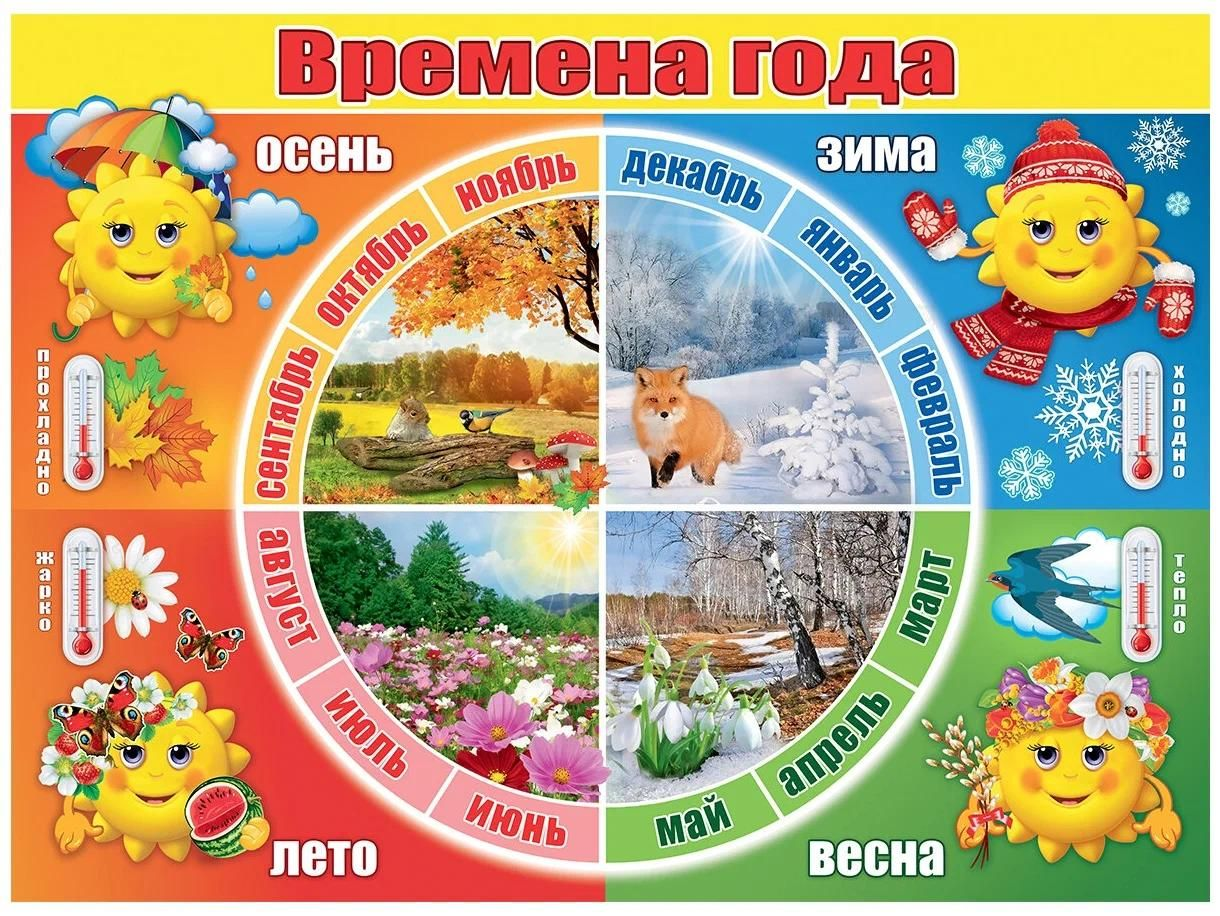 Времена года
осень
зима
ноябрь
декабрь
октябрь
январь
сентябрь
февраль
прохладно
холодно
жарко
тепло
август
март
июль
апрель
июнь
май
лето
весна